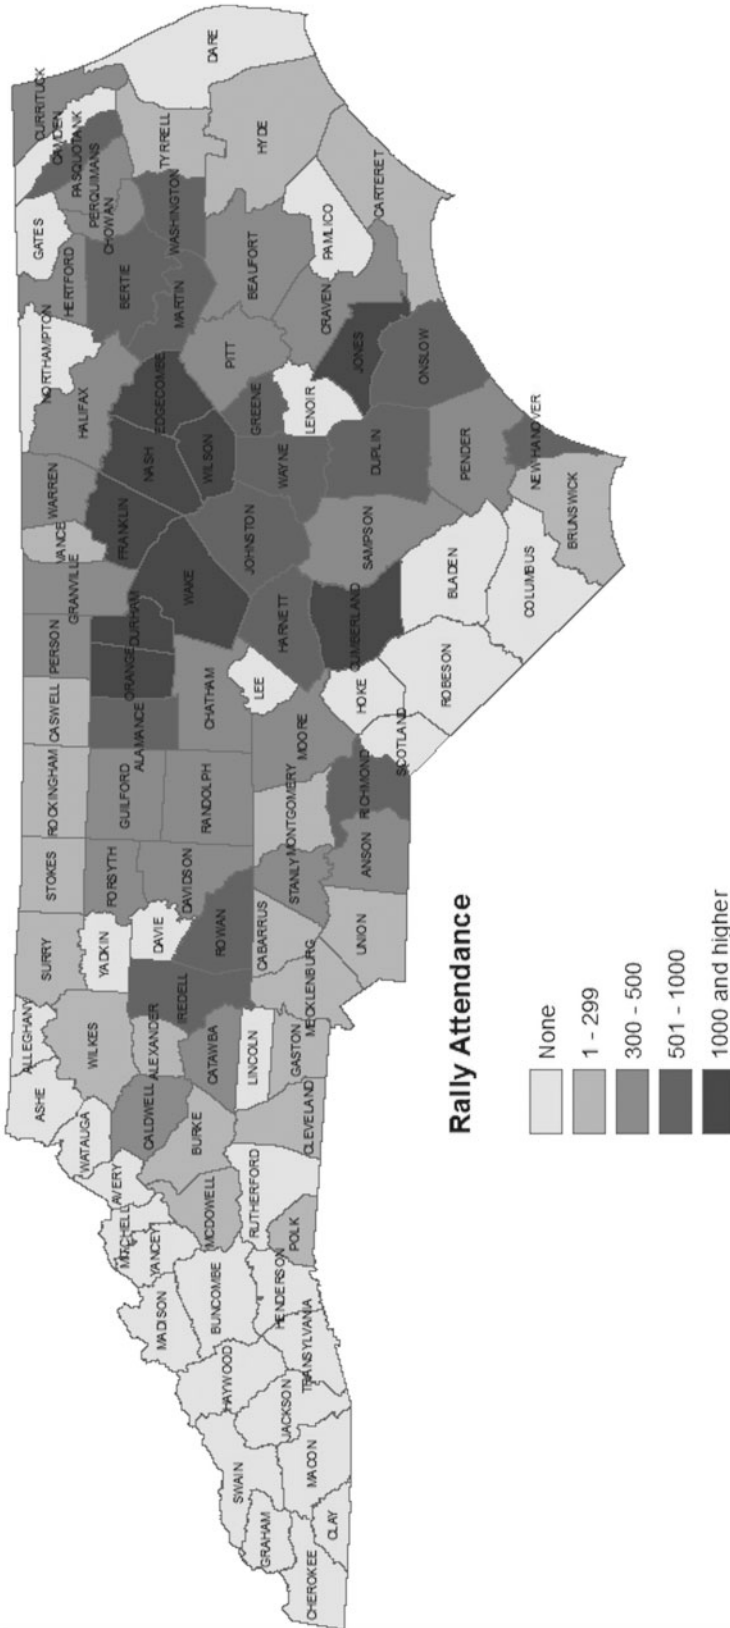 CURRITUCK
CAMDEN
PASQUOTANK
PERQUIMANS
CHOWAN
GATES
HERTFORD
NORTHAMPTON
HALIFAX
WARREN
VANCE
GRANVILLE
PERSON
CASWELL
ROCKINGHAM
STOKES
SURRY
ALLEGHANY
ASHE
WATAUGA
WILKES
YADKIN
FORSYTH
GUILFORD
ALAMANCE
ORANGE
DURHAM
FRANKLIN
NASH
EDGECOMBE
BERTIE
MARTIN
WASHINGTON
TYRRELL
DARE
HYDE
BEAUFORT
PITT
WILSON
WAKE
CHATHAM
RANDOLPH
DAVIDSON
DAVIE
ROWAN
IREDELL
ALEXANDER
CALDWELL
BURKE
CATAWBA
AVERY
MITCHELL
YANCEY
MCDOWELL
MADISON
BUNCOMBE
HAYWOOD
SWAIN
GRAHAM
CHEROKEE
CLAY
MACON
JACKSON
TRANSYLVANIA
HENDERSON
POLK
RUTHERFORD
CLEVELAND
LINCOLN
GASTON
MECKLENBURG
CABARRUS
UNION
STANLY
MONTGOMERY
ANSON
RICHMOND
MOORE
LEE
HARNETT
JOHNSTON
WAYNE
GREENE
LENOIR
CRAVEN
PAMLICO
CARTERET
JONES
ONSLOW
DUPLIN
SAMPSON
CUMBERLAND
HOKE
SCOTLAND
ROBESON
BLADEN
COLUMBUS
BRUNSWICK
NEW HANOVER
PENDER
Rally Attendance
None
1 - 299
300 - 500
501 - 1000
1000 and higher